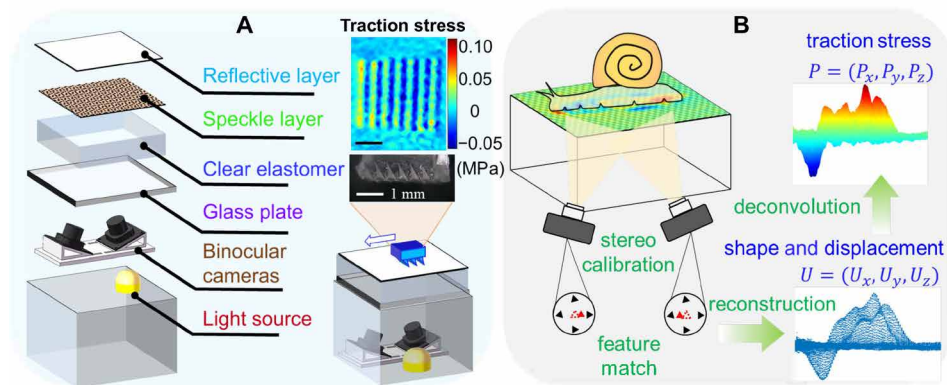 A
Traction stress
0.10
0.05
0
−0.05
(MPa)
1 mm
Reflective layer
Speckle layer
Clear elastomer
Glass plate
Binocular
cameras
Light source
B
traction stress
P = (Px, Py, Pz)
deconvolution
stereo
calibration
shape and displacement
U = (Ux, Uy, Uz)
reconstruction
feature
match